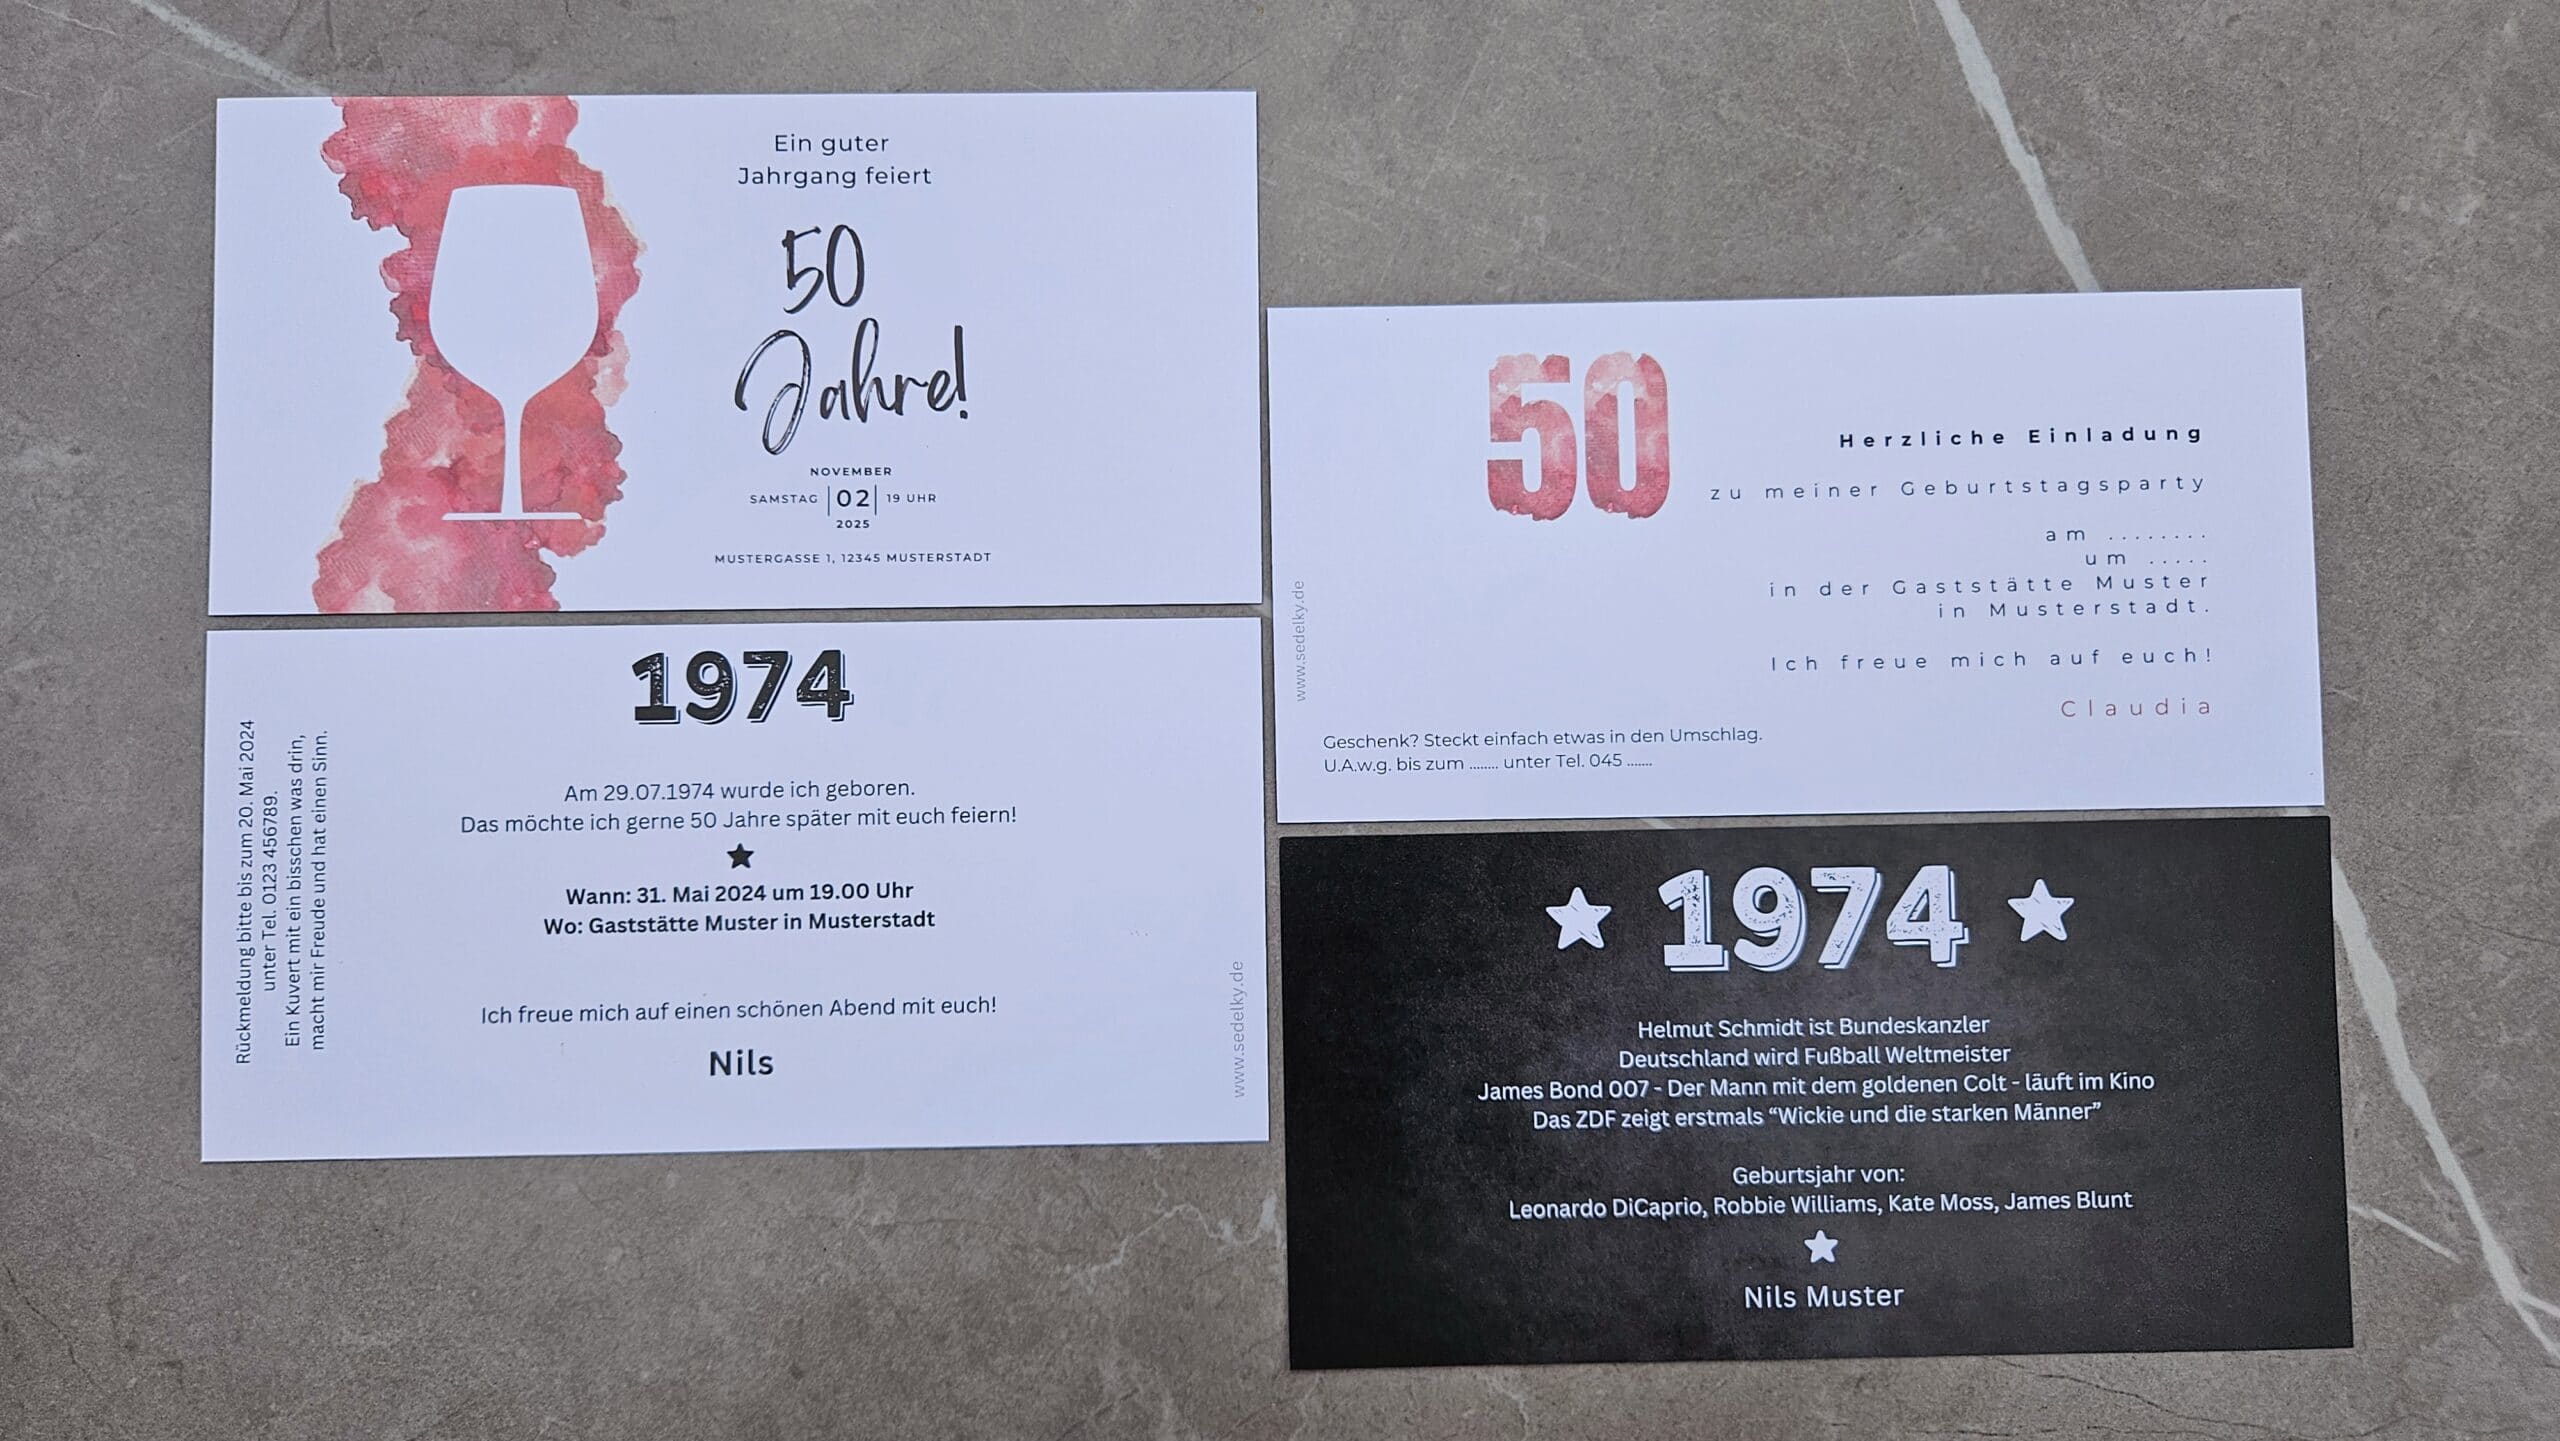 Ein guter
Jahrgang feiert
50
Jahre!
NOVEMBER
SAMSTAG 02 19 UHR
2025
MUSTERGASSE 1, 12345 MUSTERSTADT
50
Herzliche Einladung
zu meiner Geburtstagsparty
am ........
um .....
in der Gaststätte Muster
in Musterstadt.
Ich freue mich auf euch!
Claudia
Geschenk? Steckt einfach etwas in den Umschlag.
U.A.w.g. bis zum ........ unter Tel. 045 .......
www.sedelky.de
1974
Am 29.07.1974 wurde ich geboren.
Das möchte ich gerne 50 Jahre später mit euch feiern!
Wann: 31. Mai 2024 um 19.00 Uhr
Wo: Gaststätte Muster in Musterstadt
Ich freue mich auf einen schönen Abend mit euch!
Nils
Rückmeldung bitte bis zum 20. Mai 2024
unter Tel. 0123 456789.
Ein Kuvert mit ein bisschen was drin,
macht mir Freude und hat einen Sinn.
www.sedelky.de
1974
Helmut Schmidt ist Bundeskanzler
Deutschland wird Fußball Weltmeister
James Bond 007 - Der Mann mit dem goldenen Colt - läuft im Kino
Das ZDF zeigt erstmals “Wickie und die starken Männer”
Geburtsjahr von:
Leonardo DiCaprio, Robbie Williams, Kate Moss, James Blunt
Nils Muster